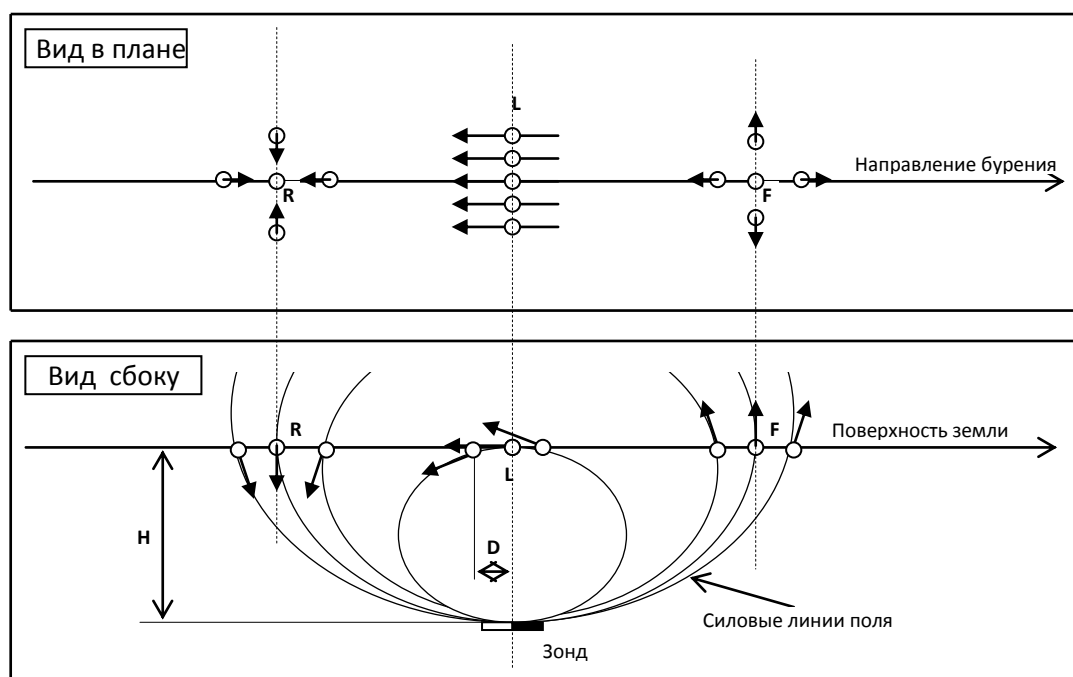 Вид в плане
L
Направление бурения
R
F
Вид сбоку
R
F
Поверхность земли
L
H
D
Силовые линии поля
Зонд